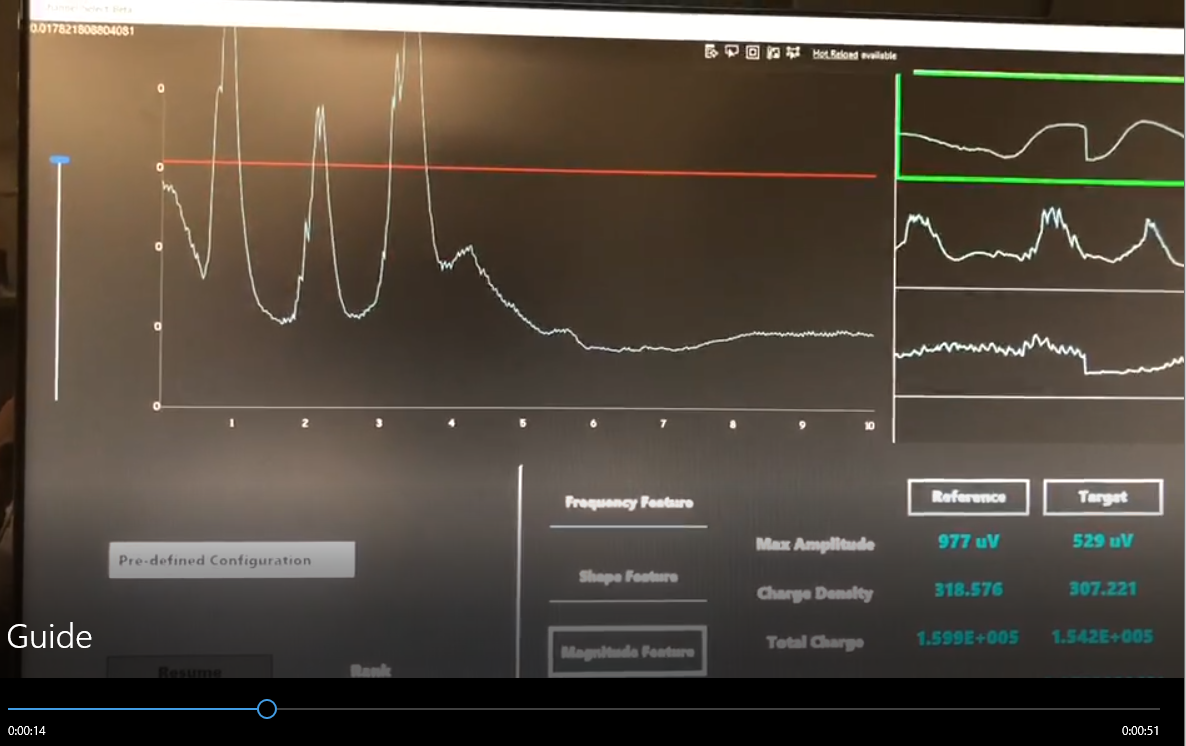 0.017821808804081
Hot Reload available
0
0
0
0
0
1 2 3 4 5 6 7 8 9 10
Reference Target
Frequency Feature
Max Amplitude 977 uV 529 uV
Pre-defined Configuration
Shape Feature
Charge Density 318.576 307.221
Guide
Total Charge 1.599E+005 1.542E+005
Magnitude Feature
Resume Rank
0:00:14 0:00:51